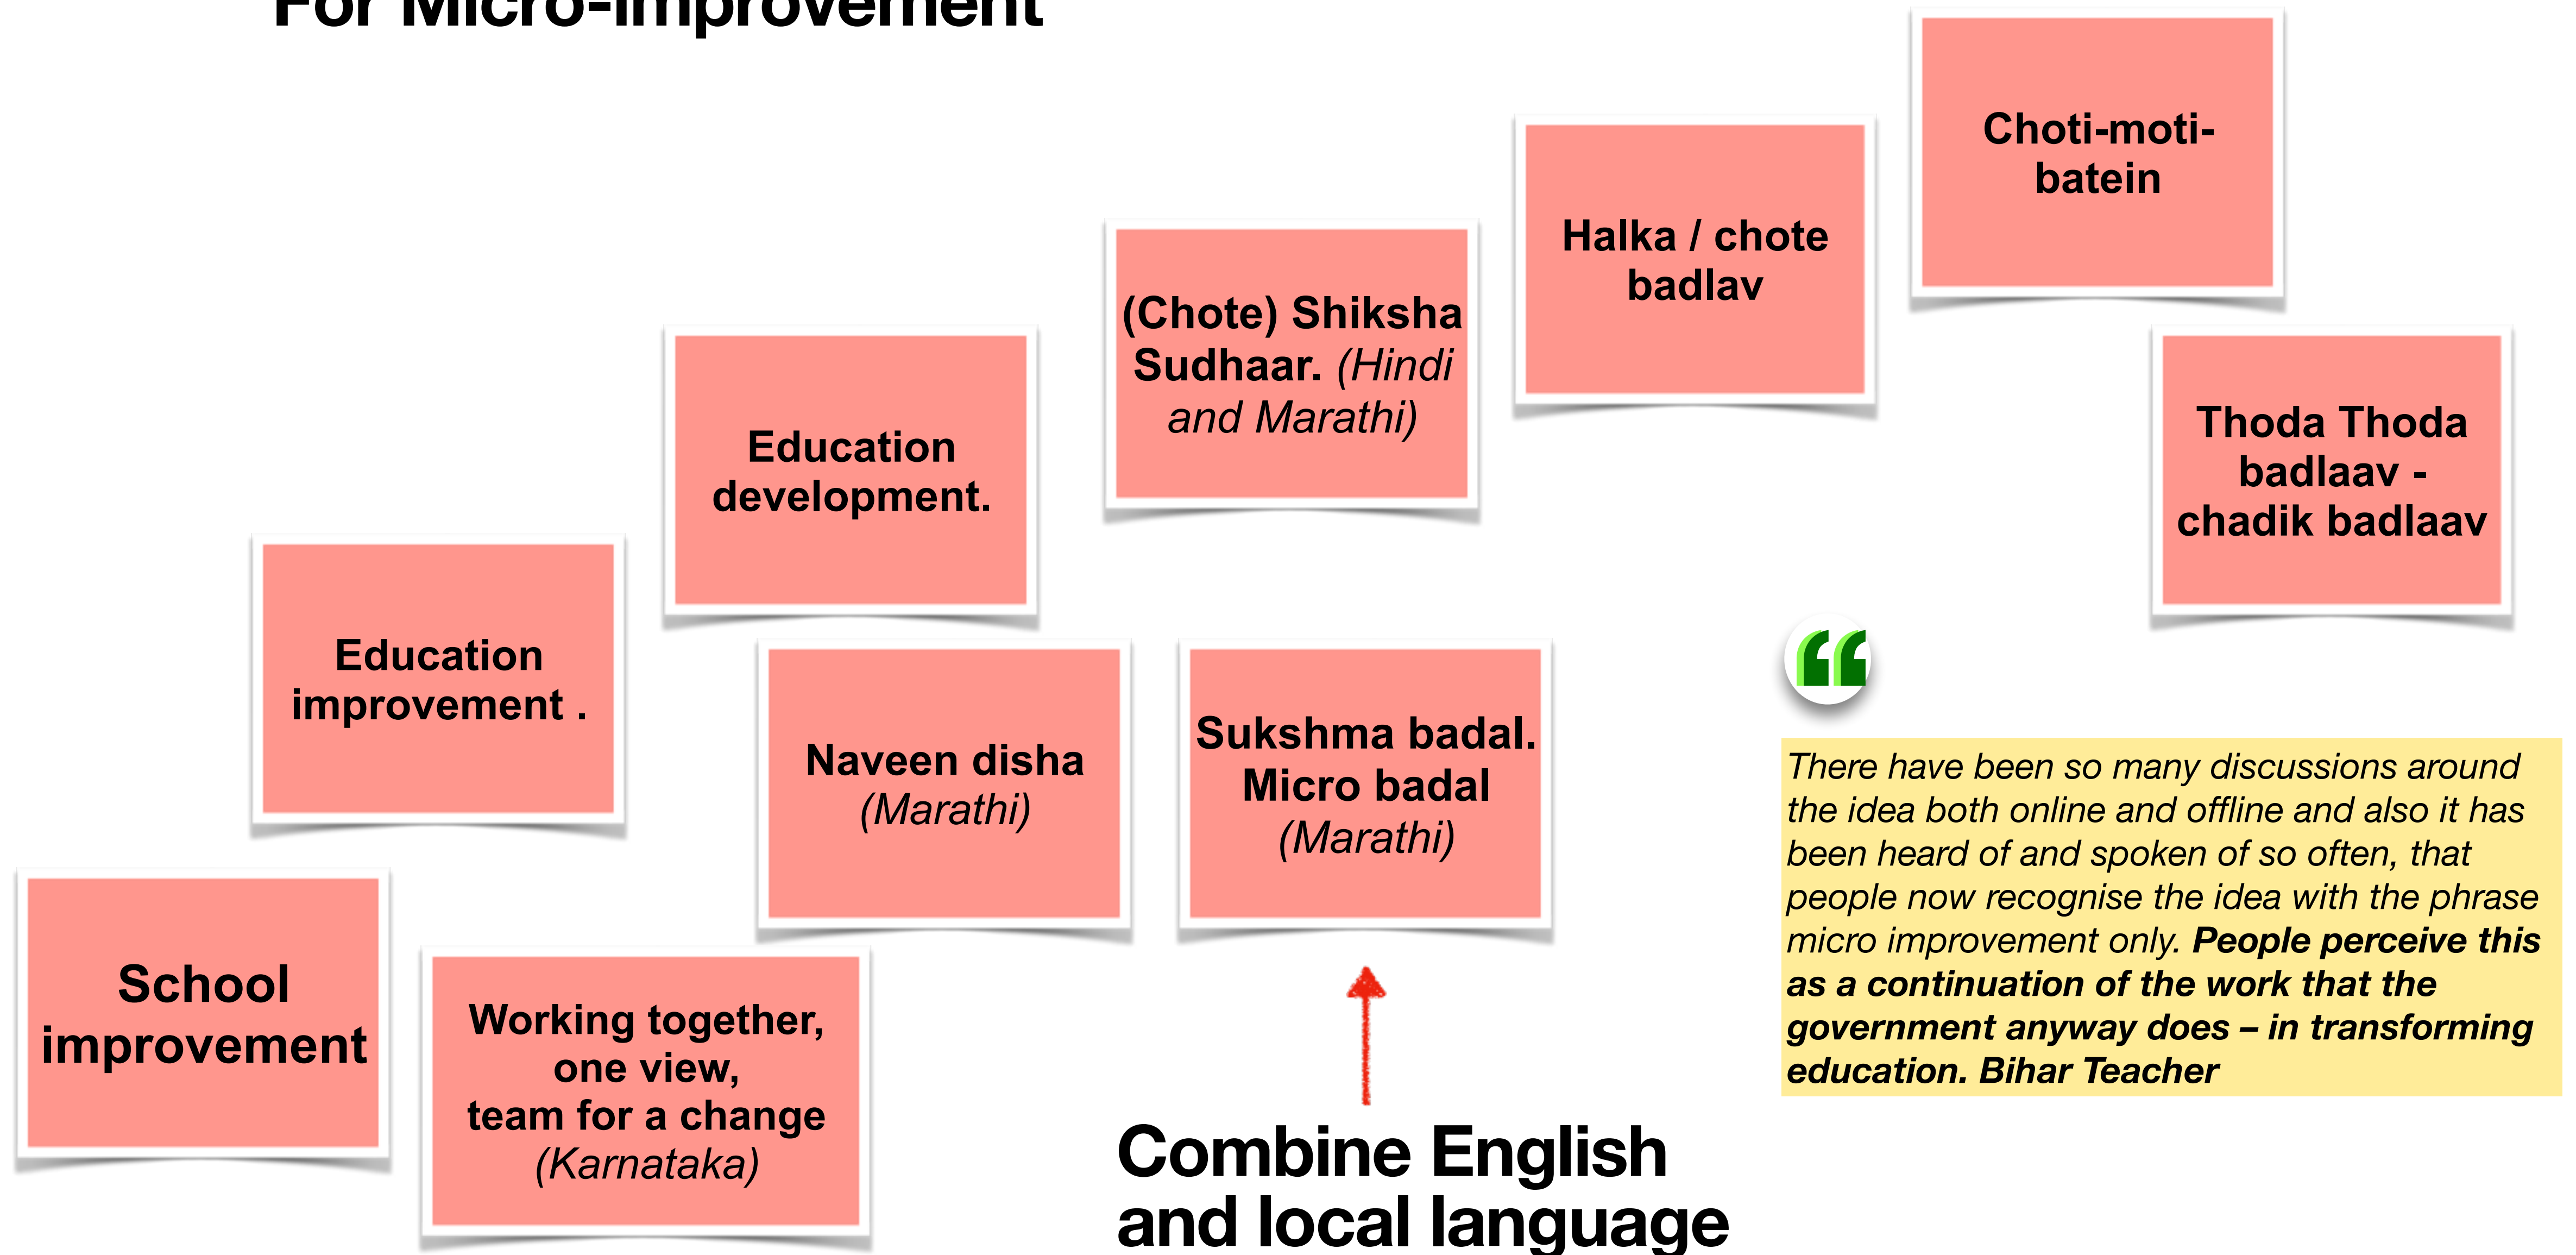 For Micro-improvement
Choti-moti-
batein
Halka / chote
badlav
(Chote) Shiksha
Sudhaar. (Hindi
and Marathi)
Thoda Thoda
badlaav -
chadik badlaav
Education
development.
Education
improvement .
Naveen disha
(Marathi)
Sukshma badal.
Micro badal
(Marathi)
School
improvement
Working together,
one view,
team for a change
(Karnataka)
Combine English
and local language
“
There have been so many discussions around
the idea both online and offline and also it has
been heard of and spoken of so often, that
people now recognise the idea with the phrase
micro improvement only. People perceive this
as a continuation of the work that the
government anyway does – in transforming
education. Bihar Teacher